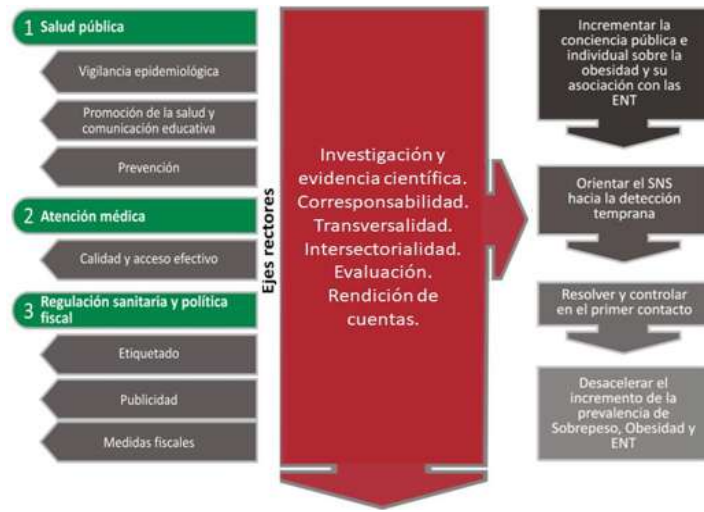 1 Salud pública
Vigilancia epidemiológica
Promoción de la salud y
comunicación educativa
Prevención
2 Atención médica
Calidad y acceso efectivo
3 Regulación sanitaria y política
fiscal
Etiquetado
Publicidad
Medidas fiscales
Ejes rectores
Investigación y
evidencia científica.
Corresponsabilidad.
Transversalidad.
Intersectorialidad.
Evaluación.
Rendición de
cuentas.
Incrementar la
conciencia pública e
individual sobre la
obesidad y su
asociación con las
ENT
Orientar el SNS
hacia la detección
temprana
Resolver y controlar
en el primer contacto
Desacelerar el
incremento de la
prevalencia de
Sobrepeso, Obesidad y
ENT